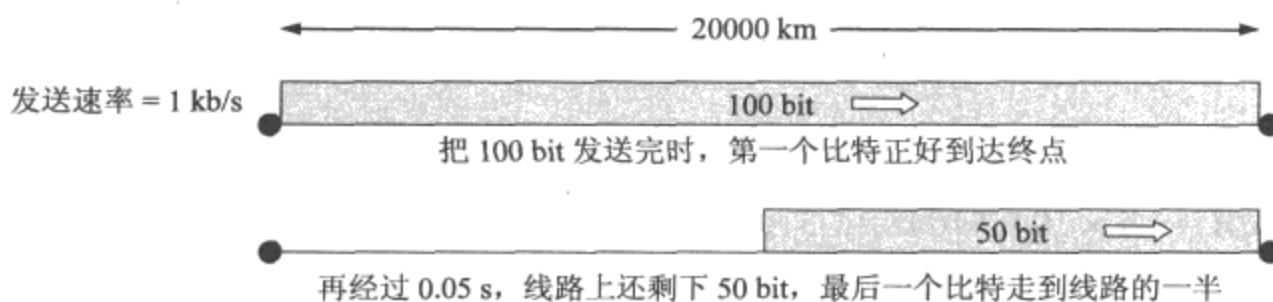 20000 km
发送速率 = 1 kb/s
100 bit
把 100 bit 发送完时，第一个比特正好到达终点
50 bit
再经过 0.05 s，线路上还剩下 50 bit，最后一个比特走到线路的一半